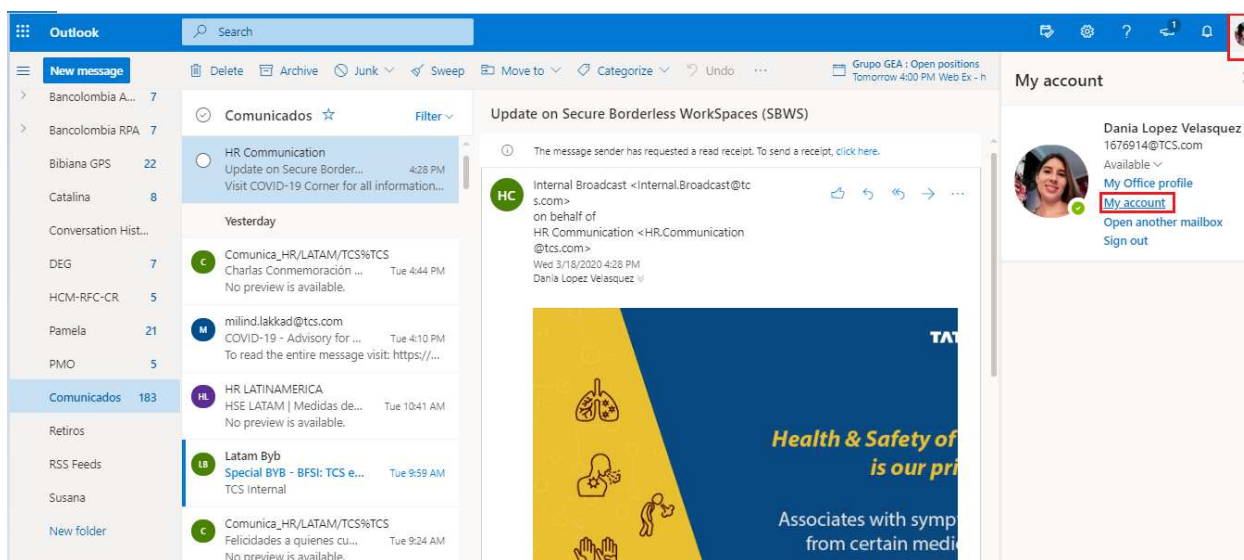 Outlook
Search
1
New message
Delete
Archive
Junk
Sweep
Move to
Categorize
Undo
Grupo GEA : Open positions
Tomorrow 4:00 PM Web Ex - h
Bancolombia A... 7
Bancolombia RPA 7
Bibiana GPS 22
Catalina 8
Conversation Hist...
DEG 7
HCM-RFC-CR 5
Pamela 21
PMO 5
Comunicados 183
Retiros
RSS Feeds
Susana
New folder
Comunicados
Filter
HR Communication
Update on Secure Border... 4:28 PM
Visit COVID-19 Corner for all information...
Yesterday
C
Comunica_HR/LATAM/TCS%TCS
Charlas Conmemoración ... Tue 4:44 PM
No preview is available.
M
milind.lakkad@tcs.com
COVID-19 - Advisory for ... Tue 4:10 PM
To read the entire message visit: https://...
HL
HR LATINAMERICA
HSE LATAM | Medidas de... Tue 10:41 AM
No preview is available.
LB
Latam Byb
Special BYB - BFSI: TCS e... Tue 9:59 AM
TCS Internal
C
Comunica_HR/LATAM/TCS%TCS
Felicidades a quienes cu... Tue 9:24 AM
No preview is available.
Update on Secure Borderless WorkSpaces (SBWS)
The message sender has requested a read receipt. To send a receipt, click here.
HC
Internal Broadcast <Internal.Broadcast@tc
s.com>
on behalf of
HR Communication <HR.Communication
@tcs.com>
Wed 3/18/2020 4:28 PM
Dania Lopez Velasquez
TAT
Health & Safety of
is our pri
Associates with symp
from certain medi
My account
Dania Lopez Velasquez
1676914@TCS.com
Available
My Office profile
My account
Open another mailbox
Sign out